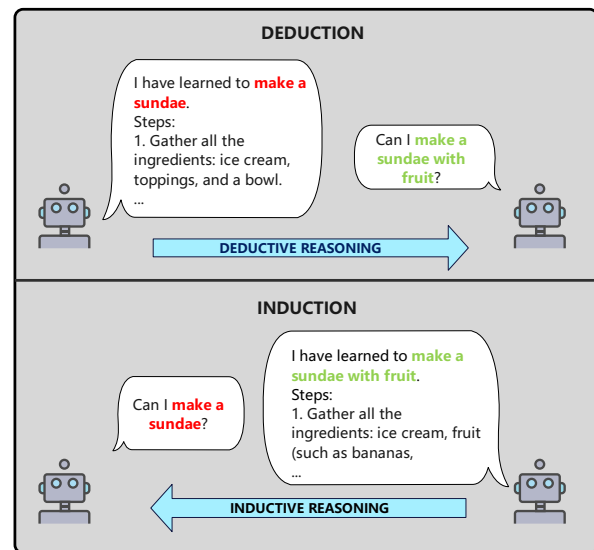 DEDUCTION
I have learned to make a
sundae.
Steps:
1. Gather all the
ingredients: ice cream,
toppings, and a bowl.
...
Can I make a
sundae with
fruit?
DEDUCTIVE REASONING
INDUCTION
I have learned to make a
sundae with fruit.
Steps:
1. Gather all the
ingredients: ice cream, fruit
(such as bananas,
...
Can I make a
sundae?
INDUCTIVE REASONING